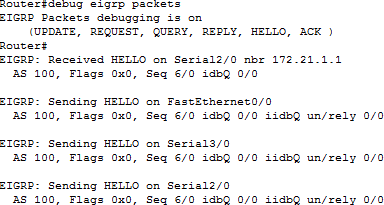 Router#debug eigrp packets
EIGRP Packets debugging is on
(UPDATE, REQUEST, QUERY, REPLY, HELLO, ACK )
Router#
EIGRP: Received HELLO on Serial2/0 nbr 172.21.1.1
AS 100, Flags 0x0, Seq 6/0 idbQ 0/0
EIGRP: Sending HELLO on FastEthernet0/0
AS 100, Flags 0x0, Seq 6/0 idbQ 0/0 iidbQ un/rely 0/0
EIGRP: Sending HELLO on Serial3/0
AS 100, Flags 0x0, Seq 6/0 idbQ 0/0 iidbQ un/rely 0/0
EIGRP: Sending HELLO on Serial2/0
AS 100, Flags 0x0, Seq 6/0 idbQ 0/0 iidbQ un/rely 0/0